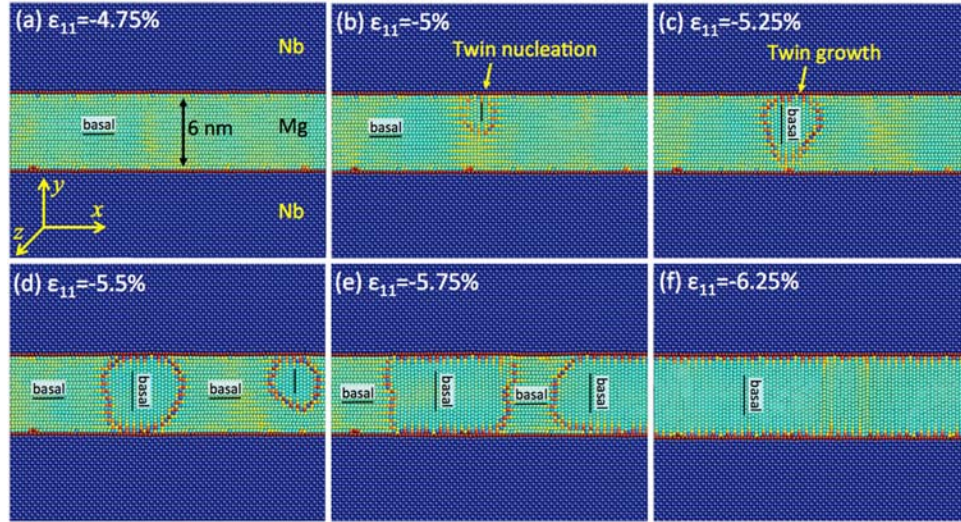 (a) ε₁₁=-4.75%
Nb
basal
6 nm
Mg
Nb
y
x
z
(b) ε₁₁=-5%
Twin nucleation
basal
(c) ε₁₁=-5.25%
Twin growth
basal
(d) ε₁₁=-5.5%
basal
basal
basal
(e) ε₁₁=-5.75%
basal
basal
basal
basal
(f) ε₁₁=-6.25%
basal